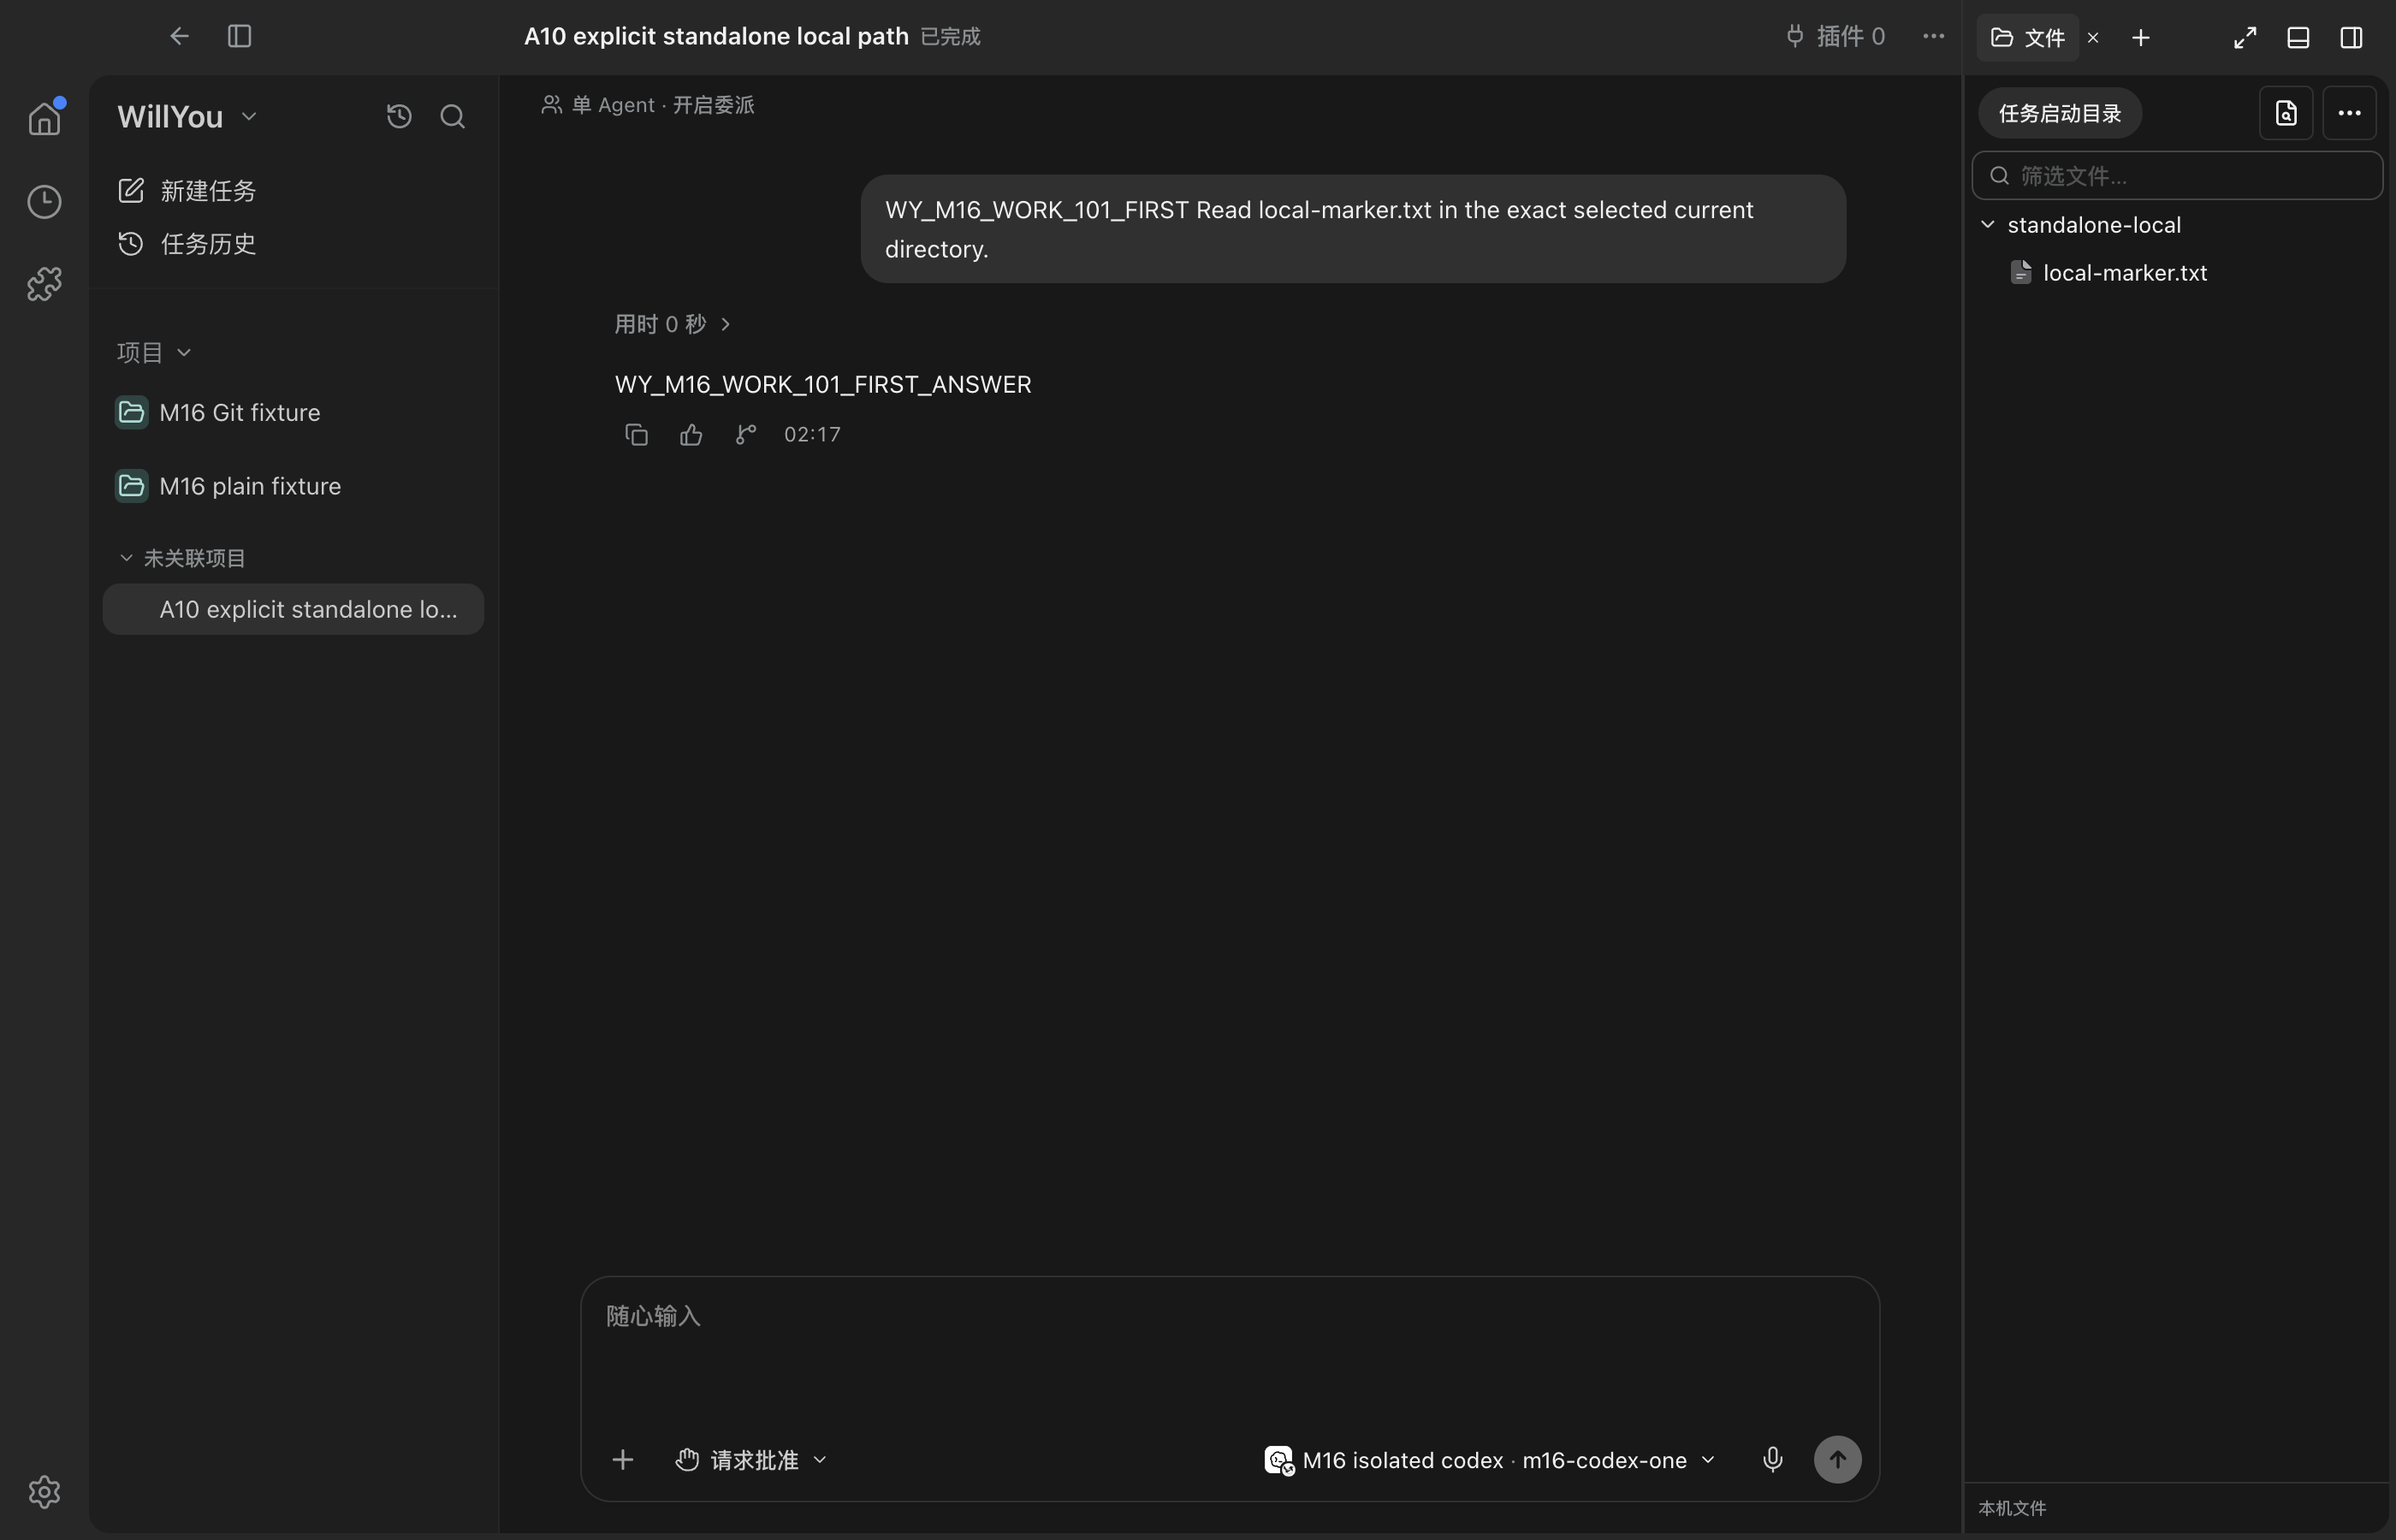 A10 explicit standalone local path 已完成
插件 0
文件
WillYou
新建任务
任务历史
项目
M16 Git fixture
M16 plain fixture
未关联项目
A10 explicit standalone lo...
单 Agent · 开启委派
WY_M16_WORK_101_FIRST Read local-marker.txt in the exact selected current
directory.
用时 0 秒
WY_M16_WORK_101_FIRST_ANSWER
02:17
随心输入
请求批准
M16 isolated codex · m16-codex-one
任务启动目录
筛选文件...
standalone-local
local-marker.txt
本机文件